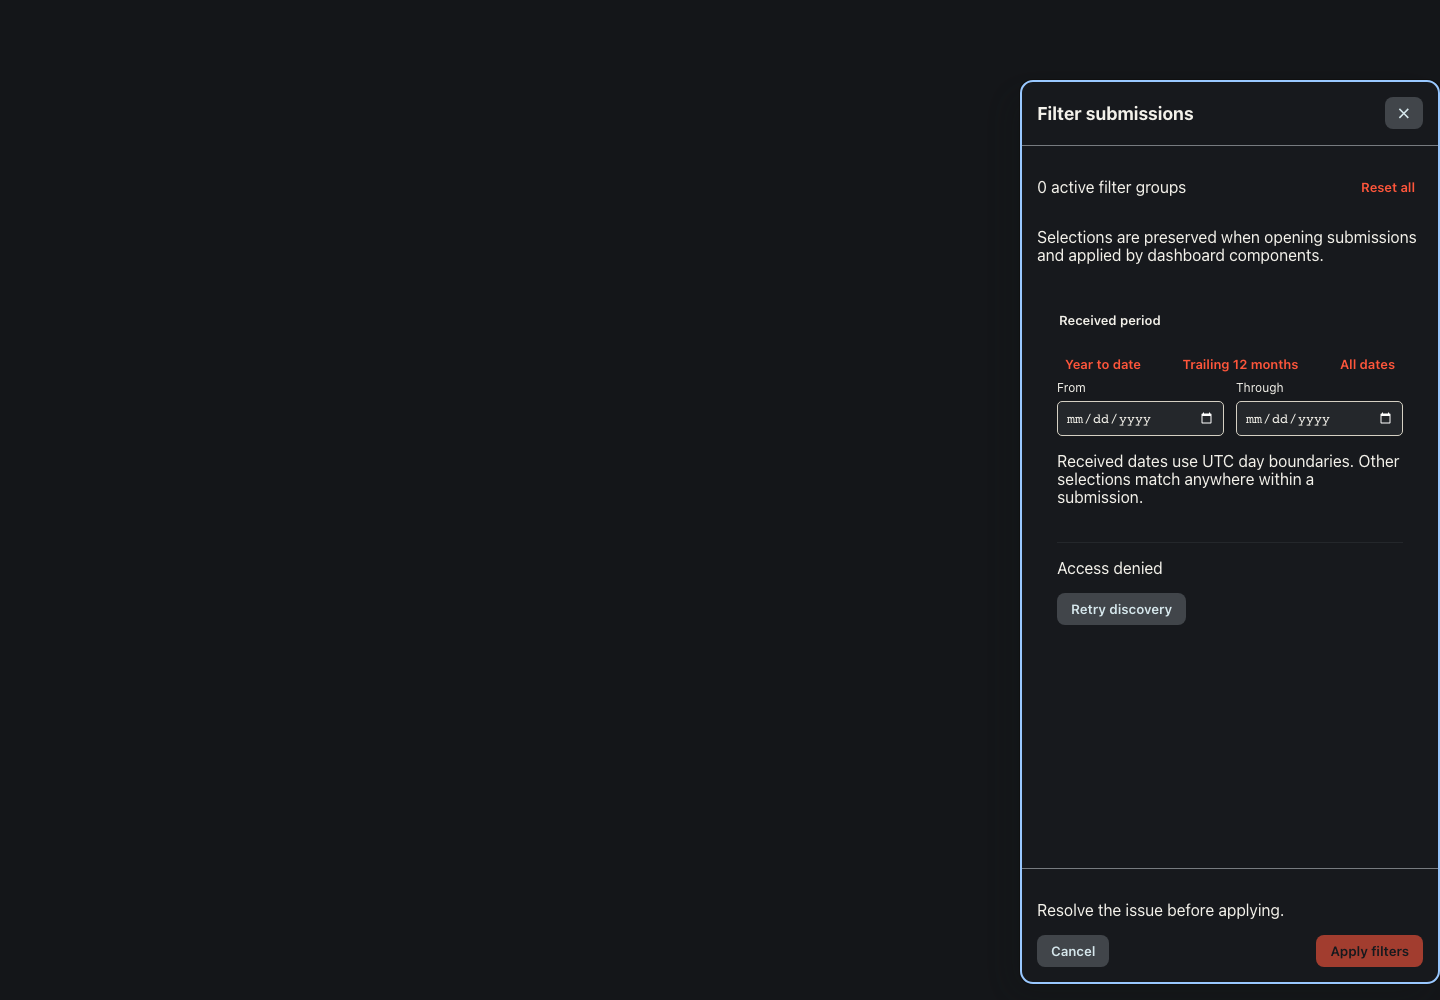 Filter submissions
0 active filter groups
Reset all
Selections are preserved when opening submissions
and applied by dashboard components.
Received period
Year to date
Trailing 12 months
All dates
From
Through
mm/dd/yyyy
mm/dd/yyyy
Received dates use UTC day boundaries. Other
selections match anywhere within a
submission.
Access denied
Retry discovery
Resolve the issue before applying.
Cancel
Apply filters